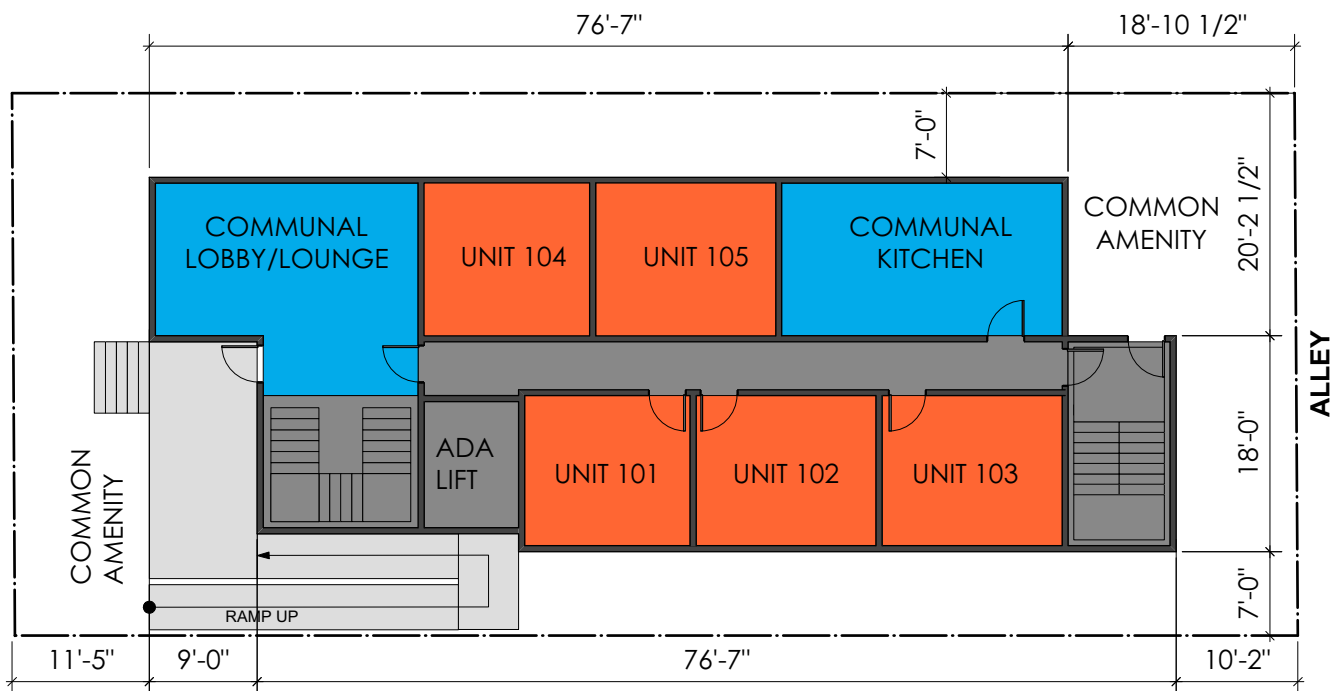 76'-7"
18'-10 1/2"
7'-0"
20'-2 1/2"
COMMUNAL
LOBBY/LOUNGE
UNIT 104
UNIT 105
COMMUNAL
KITCHEN
COMMON
AMENITY
ALLEY
18'-0"
ADA
LIFT
UNIT 101
UNIT 102
UNIT 103
COMMON
AMENITY
7'-0"
RAMP UP
11'-5"
9'-0"
76'-7"
10'-2"